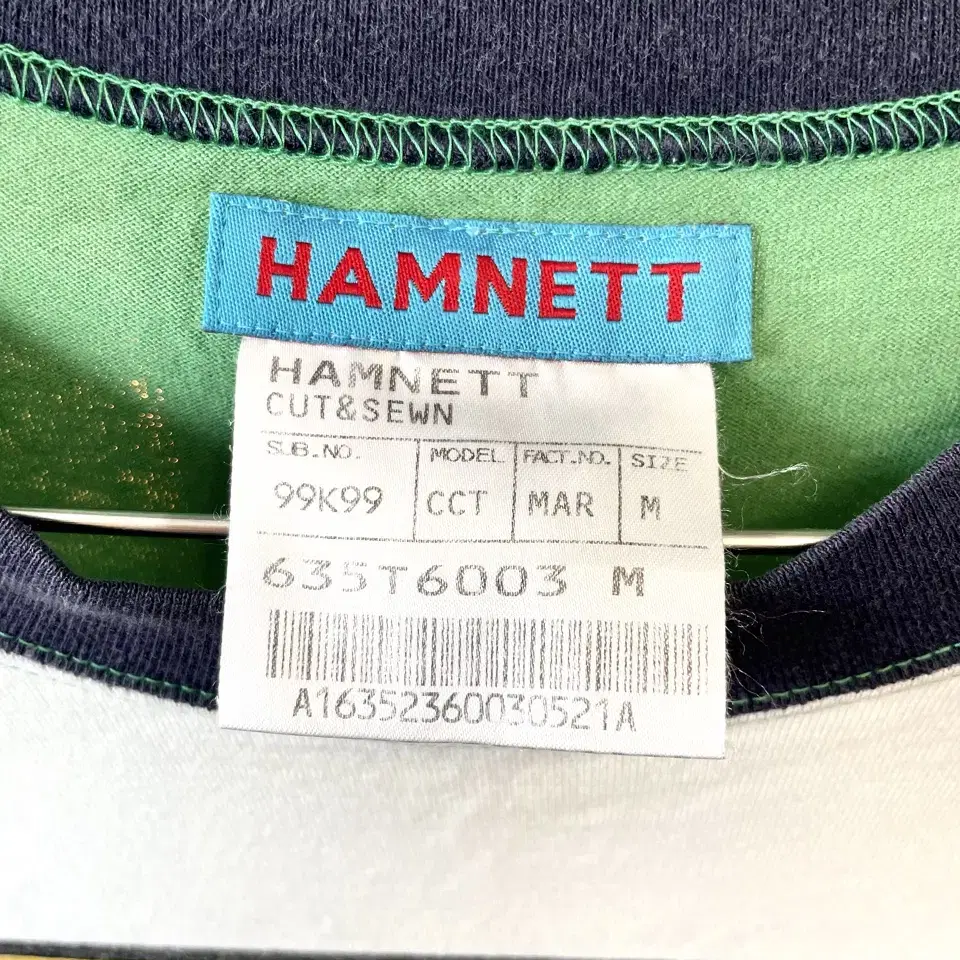 HAMNETT
HAMNETT
CUT&SEWN
SUB.NO. MODEL FACT.NO. SIZE
99K99 CCT MAR M
635T6003 M
A16352360030521A